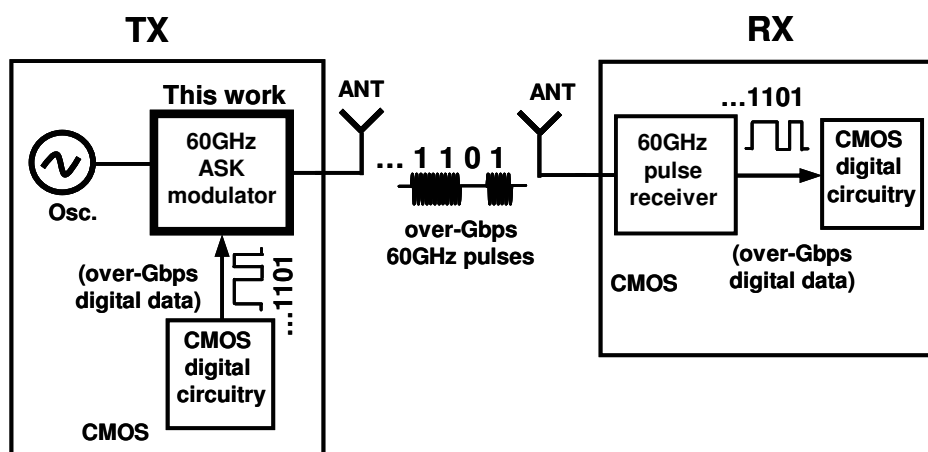 TX
RX
This work
ANT
ANT
60GHz
ASK
modulator
Osc.
(over-Gbps
digital data)
...1101
CMOS
digital
circuitry
CMOS
... 1 1 0 1
over-Gbps
60GHz pulses
60GHz
pulse
receiver
...1101
CMOS
digital
circuitry
(over-Gbps
digital data)
CMOS